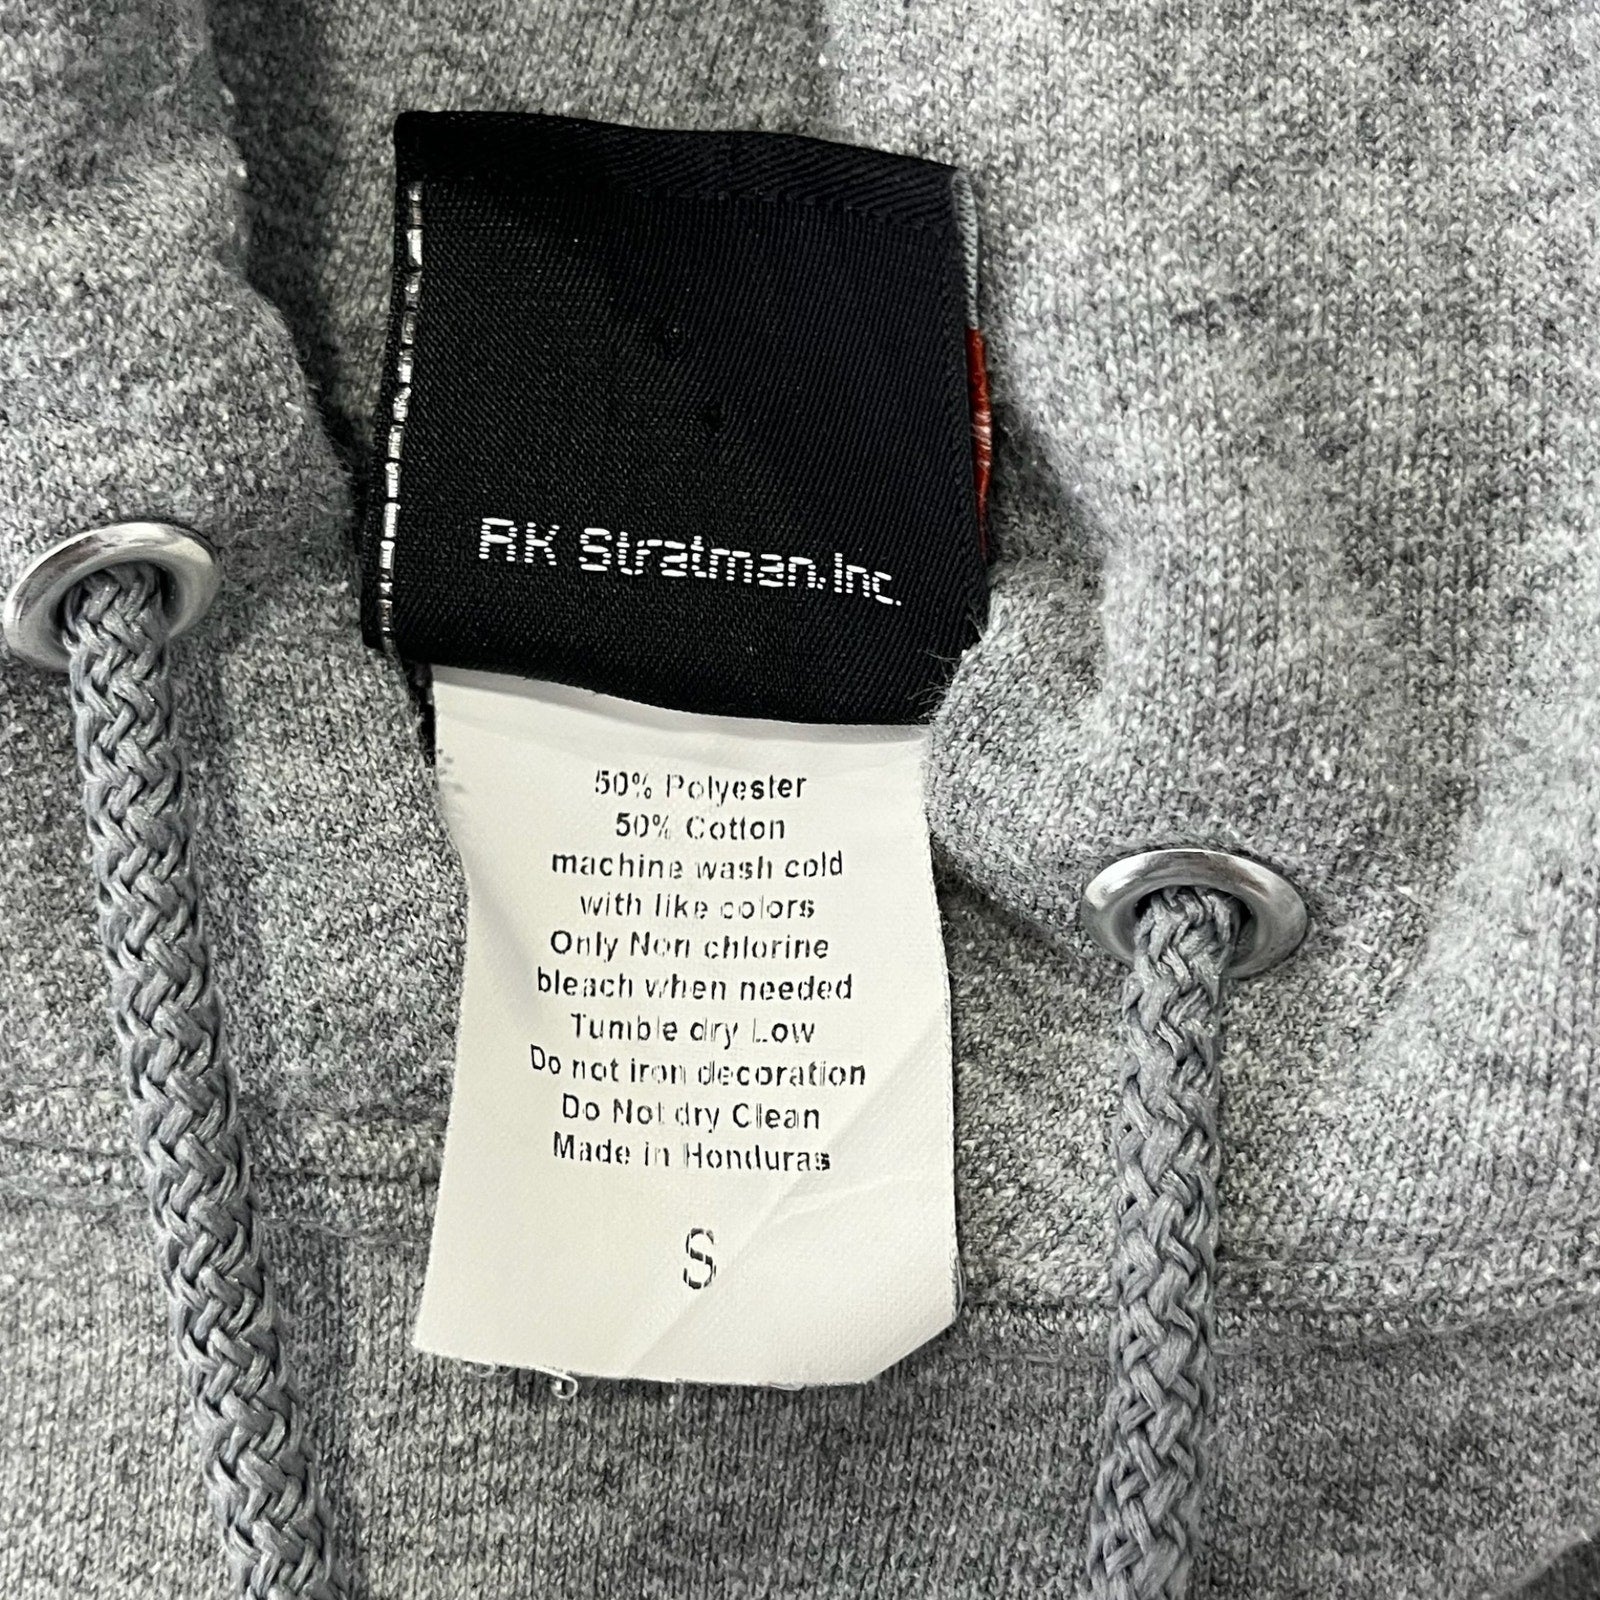 RK Stratman, Inc.
50% Polyester
50% Cotton
machine wash cold
with like colors
Only Non chlorine
bleach when needed
Tumble dry Low
Do not iron decoration
Do Not dry Clean
Made in Honduras
S